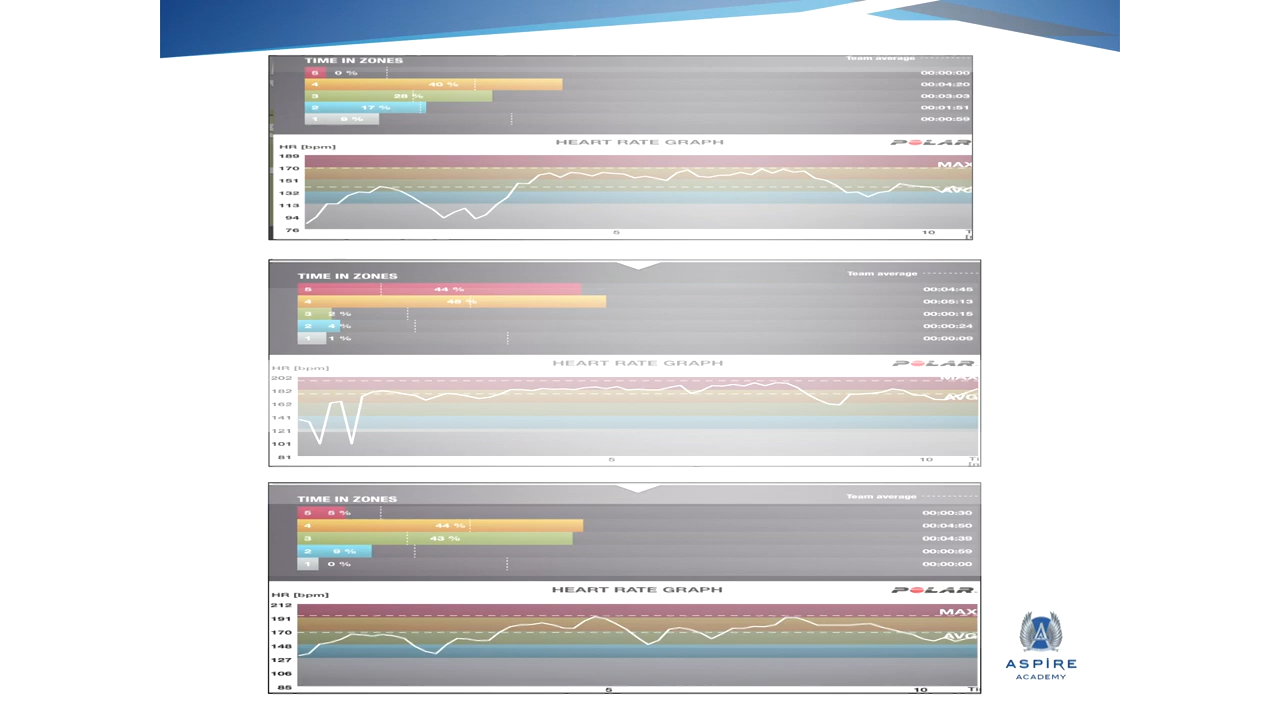 TIME IN ZONES Team average
5 0 % 00:00:00
4 40 % 00:04:20
3 28 % 00:03:03
2 17 % 00:01:51
1 9 % 00:00:59
HEART RATE GRAPH POLAR
HR [bpm]
189
170 MAX
151
132 AVG
113
94
76
5 10
TIME IN ZONES Team average
5 44 % 00:04:45
4 48 % 00:05:13
3 2 % 00:00:15
2 4 % 00:00:24
1 1 % 00:00:09
HEART RATE GRAPH POLAR
HR [bpm]
202 MAX
182
162 AVG
141
121
101
81
5 10
TIME IN ZONES Team average
5 5 % 00:00:30
4 44 % 00:04:50
3 43 % 00:04:39
2 9 % 00:00:59
1 0 % 00:00:00
HEART RATE GRAPH POLAR
HR [bpm]
212 MAX
191
170 AVG
148
127
106
85
5 10
ASPIRE
ACADEMY